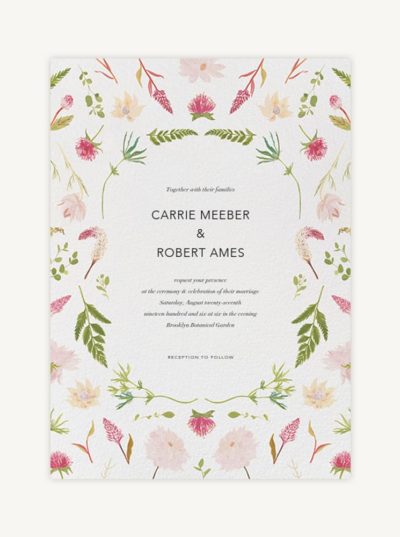 Together with their families
CARRIE MEEBER
&
ROBERT AMES
request your presence
at the ceremony & celebration of their marriage
Saturday, August twenty-seventh
nineteen hundred and six at six in the evening
Brooklyn Botanical Garden
RECEPTION TO FOLLOW